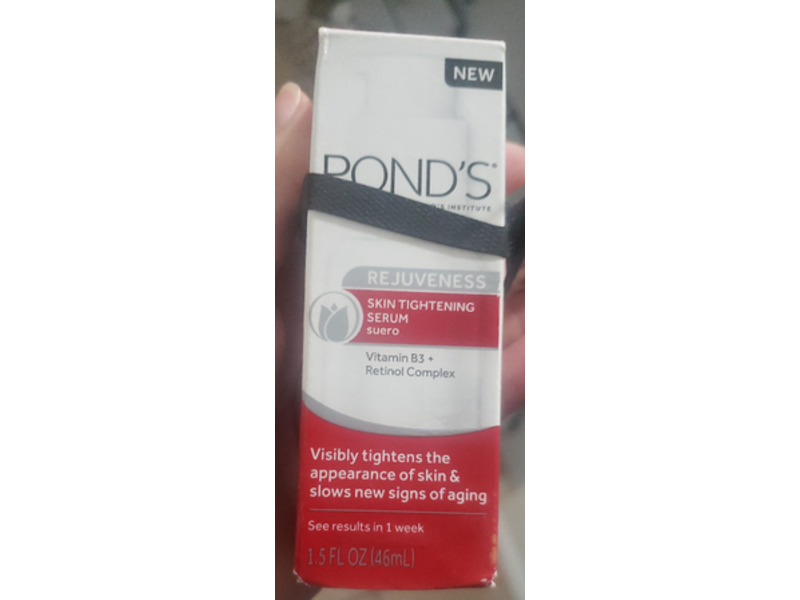 NEW
POND'S
INSTITUTE
REJUVENESS
SKIN TIGHTENING
SERUM
suero
Vitamin B3 +
Retinol Complex
Visibly tightens the
appearance of skin &
slows new signs of aging
See results in 1 week
1.5 FL OZ (46mL)